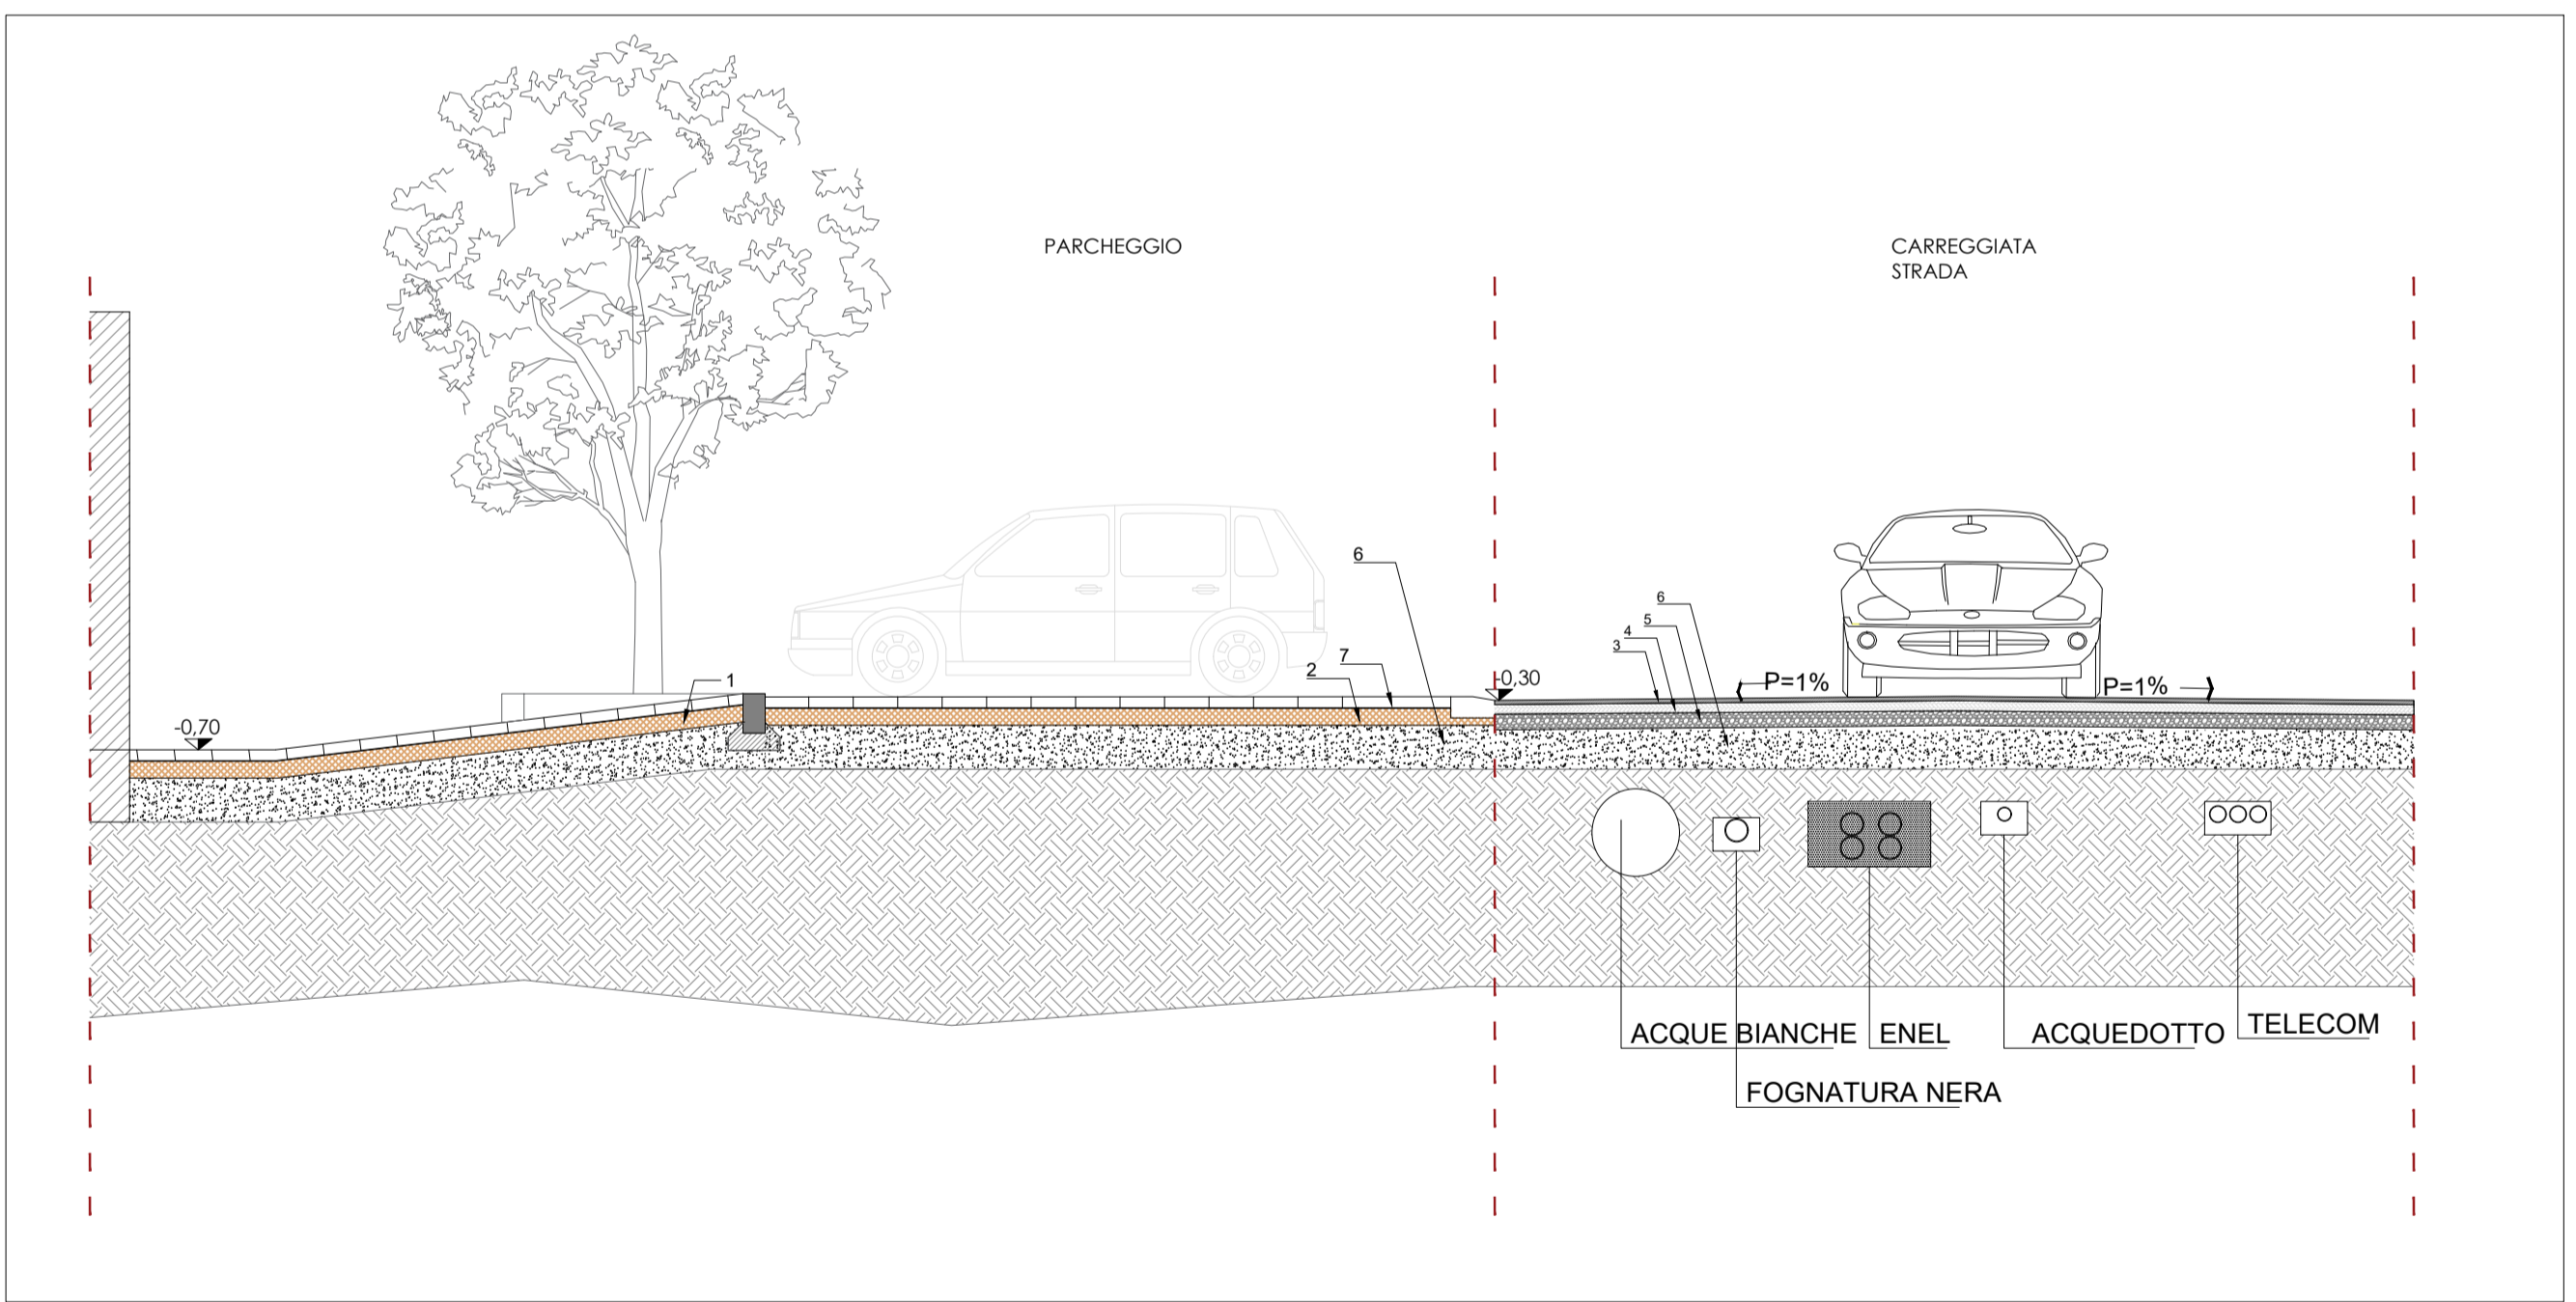 PARCHEGGIO
CARREGGIATA
STRADA
6
6
5
4
3
7
2
1
-0,30
P=1%
P=1%
-0,70
ACQUE BIANCHE
ENEL
ACQUEDOTTO
TELECOM
FOGNATURA NERA